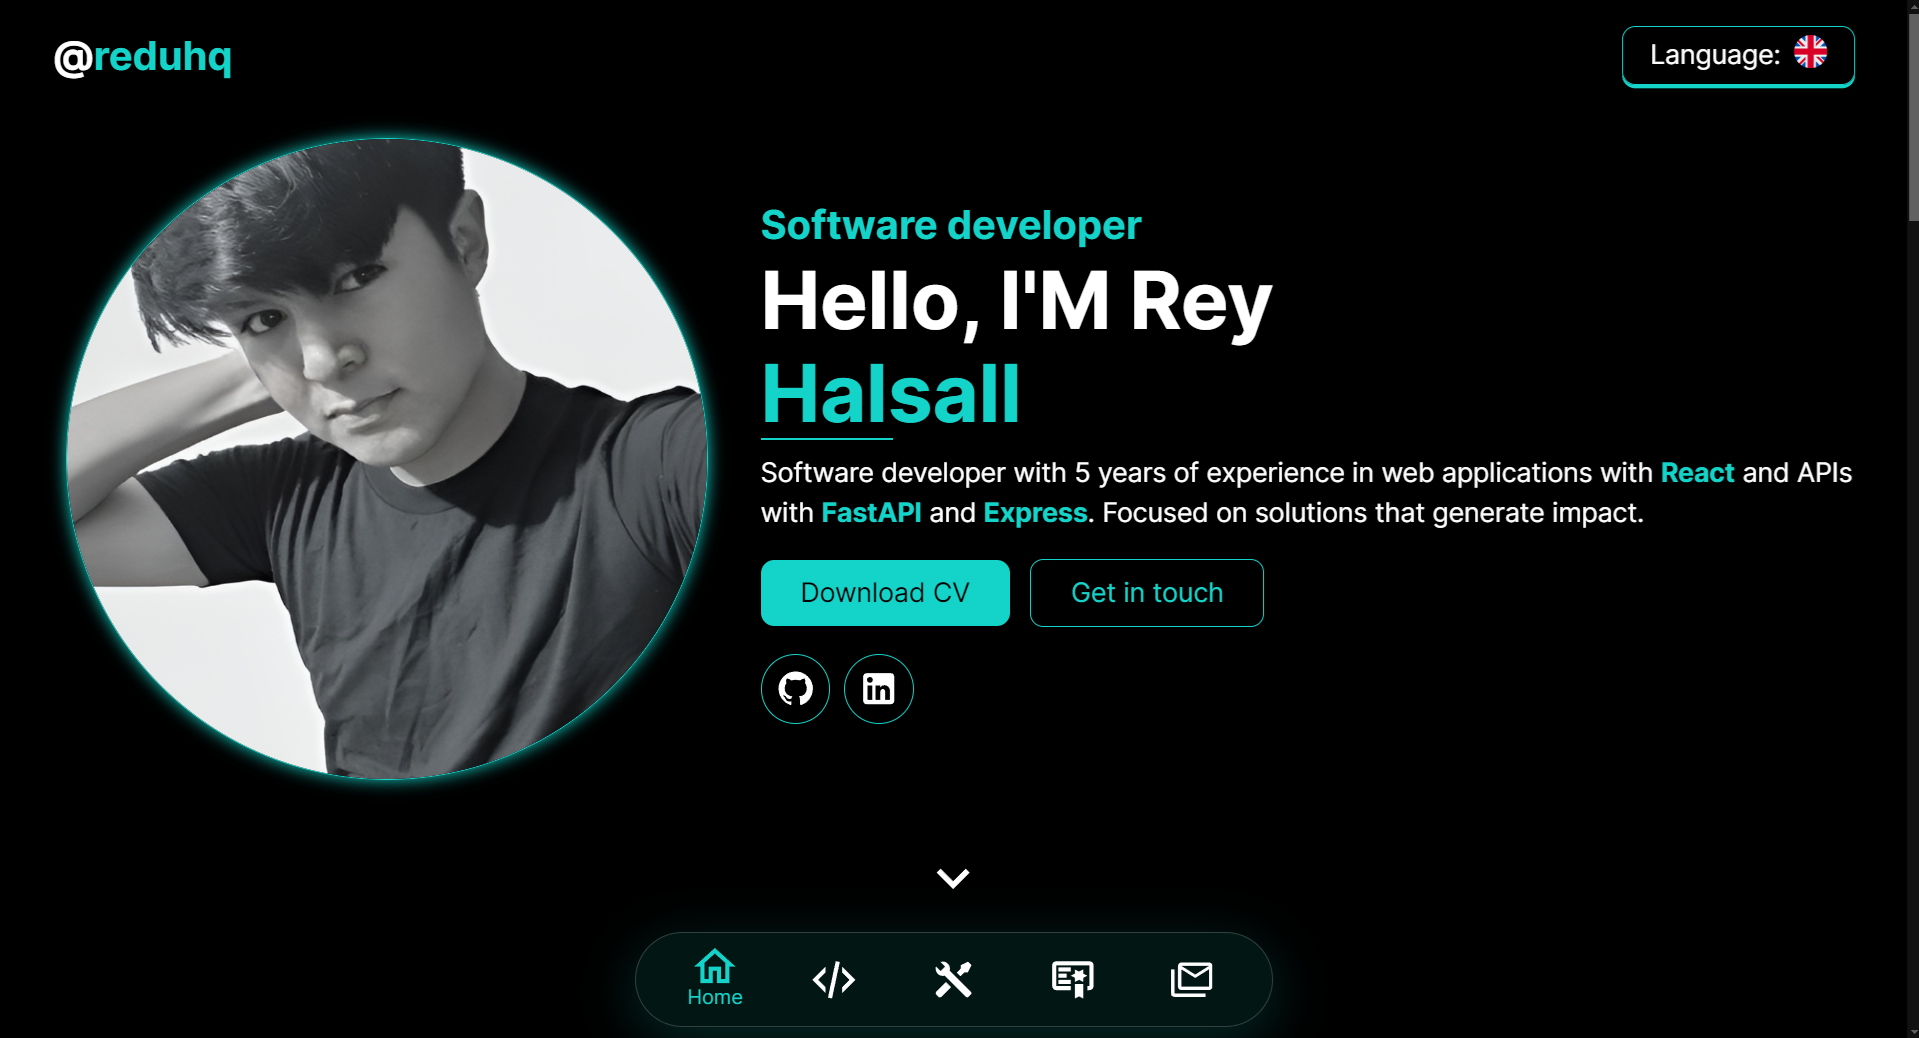 @reduhq
Language:
Software developer
Hello, I'M Rey
Halsall
Software developer with 5 years of experience in web applications with React and APIs
with FastAPI and Express. Focused on solutions that generate impact.
Download CV
Get in touch
in
Home